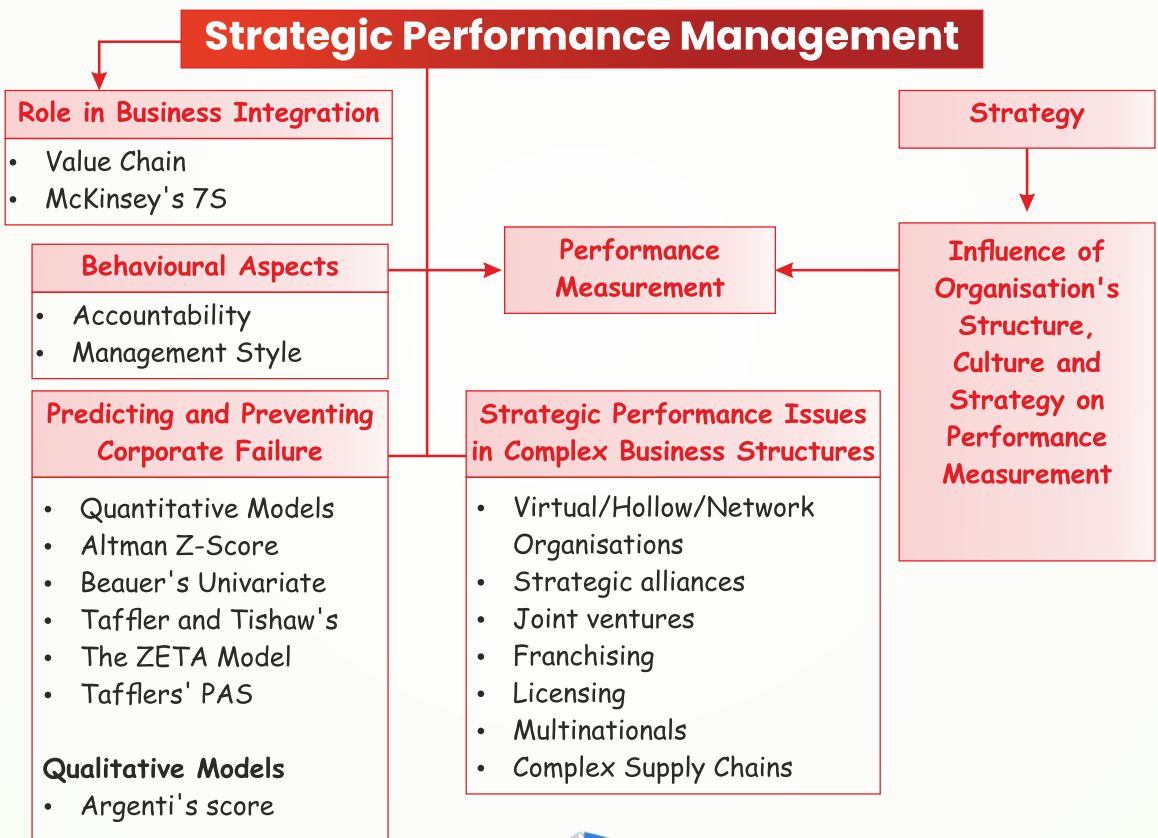 Strategic Performance Management
Role in Business Integration
• Value Chain
• McKinsey's 7S
Behavioural Aspects
• Accountability
• Management Style
Predicting and Preventing
Corporate Failure
• Quantitative Models
• Altman Z-Score
• Beauer's Univariate
• Taffler and Tishaw's
• The ZETA Model
• Tafflers' PAS
Qualitative Models
• Argenti's score
Performance
Measurement
Strategic Performance Issues
in Complex Business Structures
• Virtual/Hollow/Network
Organisations
• Strategic alliances
• Joint ventures
• Franchising
• Licensing
• Multinationals
• Complex Supply Chains
Strategy
Influence of
Organisation's
Structure,
Culture and
Strategy on
Performance
Measurement